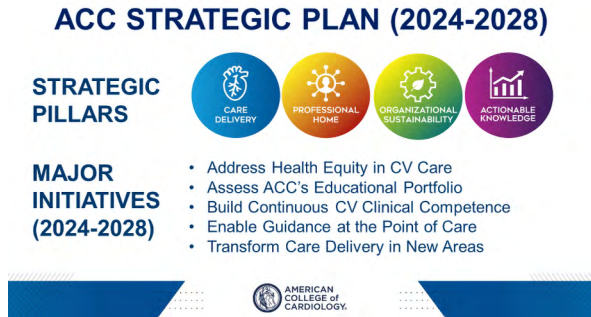 ACC STRATEGIC PLAN (2024-2028)
STRATEGIC
PILLARS
CARE
DELIVERY
PROFESSIONAL
HOME
ORGANIZATIONAL
SUSTAINABILITY
ACTIONABLE
KNOWLEDGE
MAJOR
INITIATIVES
(2024-2028)
• Address Health Equity in CV Care
• Assess ACC's Educational Portfolio
• Build Continuous CV Clinical Competence
• Enable Guidance at the Point of Care
• Transform Care Delivery in New Areas
AMERICAN
COLLEGE of
CARDIOLOGY®